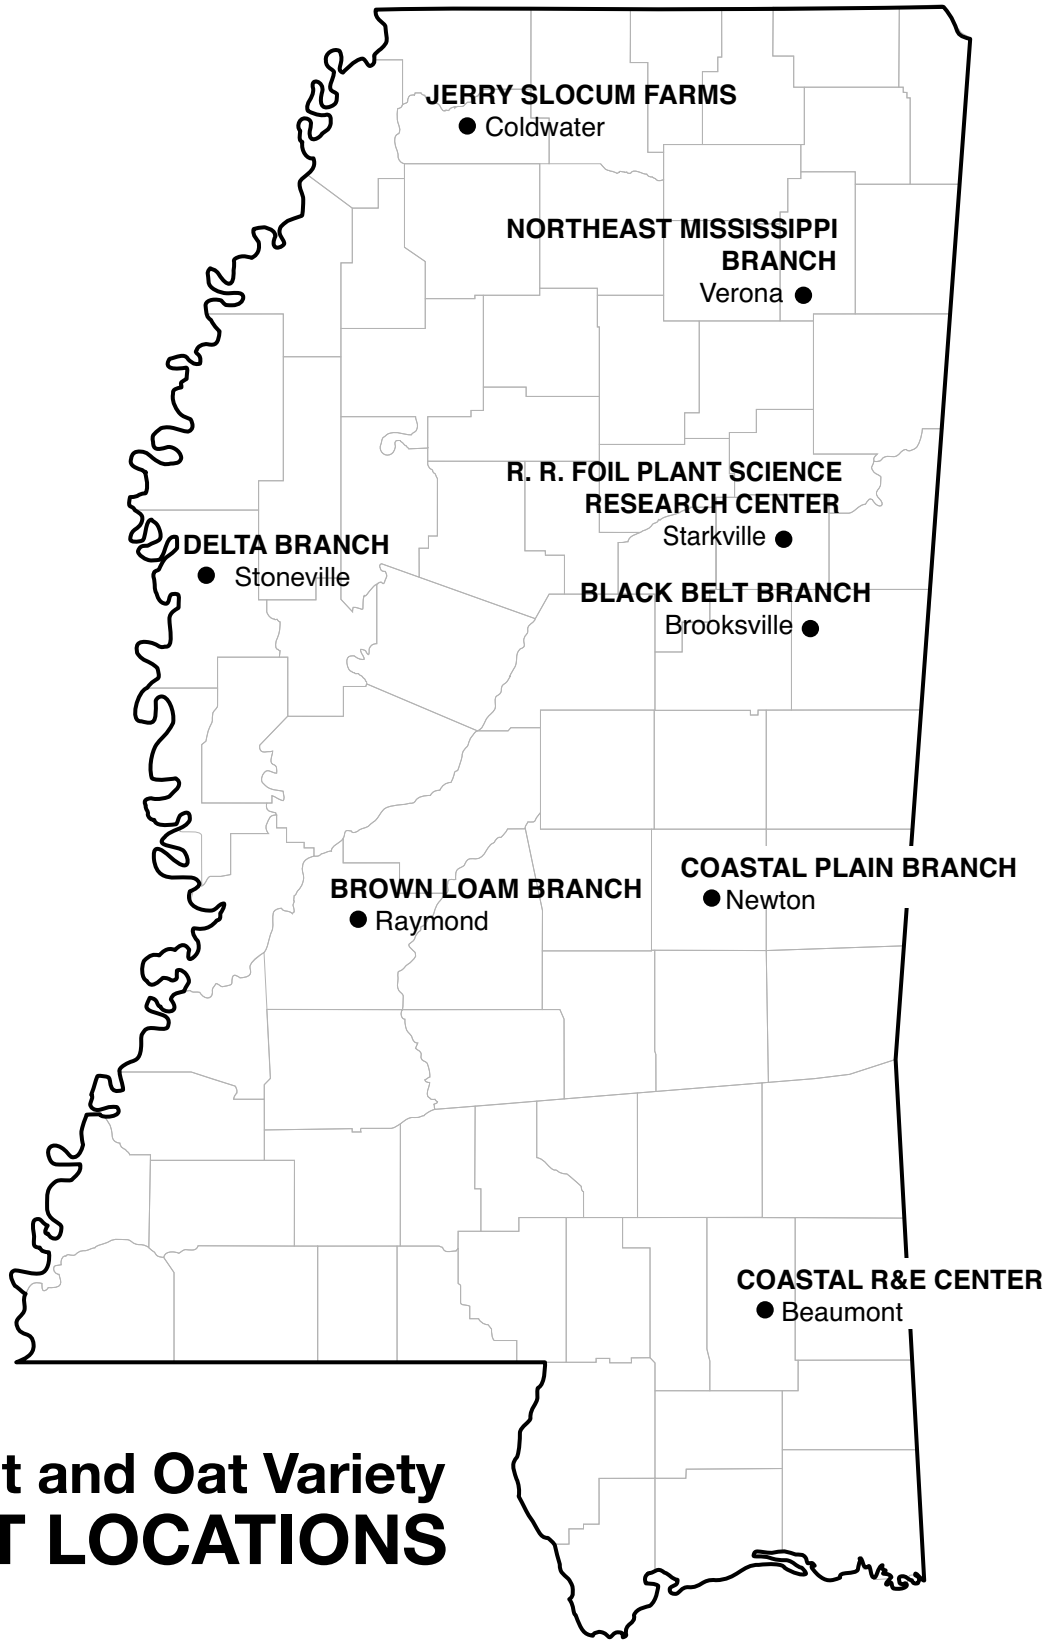 JERRY SLOCUM FARMS
Coldwater
NORTHEAST MISSISSIPPI
BRANCH
Verona
R. R. FOIL PLANT SCIENCE
RESEARCH CENTER
Starkville
DELTA BRANCH
Stoneville
BLACK BELT BRANCH
Brooksville
COASTAL PLAIN BRANCH
Newton
BROWN LOAM BRANCH
Raymond
COASTAL R&E CENTER
Beaumont
t and Oat Variety
T LOCATIONS